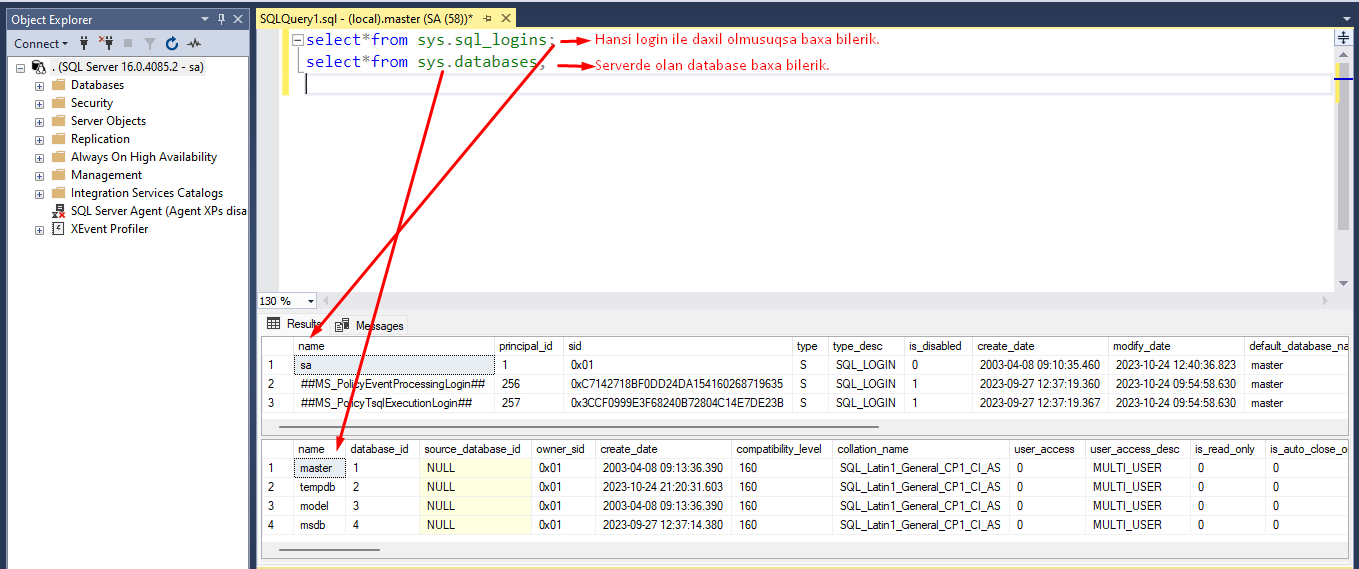 Object Explorer
Connect
. (SQL Server 16.0.4085.2 - sa)
Databases
Security
Server Objects
Replication
Always On High Availability
Management
Integration Services Catalogs
SQL Server Agent (Agent XPs disa
XEvent Profiler
SQLQuery1.sql - (local).master (SA (58))*
select*from sys.sql_logins; Hansi login ile daxil olmusuqsa baxa bilerik.
select*from sys.databases; Serverde olan database baxa bilerik.
130 %
Results Messages
name principal_id sid type type_desc is_disabled create_date modify_date default_database_na
1 sa 1 0x01 S SQL_LOGIN 0 2003-04-08 09:10:35.460 2023-10-24 12:40:36.823 master
2 ##MS_PolicyEventProcessingLogin## 256 0xC7142718BF0DD24DA154160268719635 S SQL_LOGIN 1 2023-09-27 12:37:19.360 2023-10-24 09:54:58.630 master
3 ##MS_PolicyTsqlExecutionLogin## 257 0x3CCF0999E3F68240B72804C14E7DE23B S SQL_LOGIN 1 2023-09-27 12:37:19.367 2023-10-24 09:54:58.630 master
name database_id source_database_id owner_sid create_date compatibility_level collation_name user_access user_access_desc is_read_only is_auto_close_o
1 master 1 NULL 0x01 2003-04-08 09:13:36.390 160 SQL_Latin1_General_CP1_CI_AS 0 MULTI_USER 0 0
2 tempdb 2 NULL 0x01 2023-10-24 21:20:31.603 160 SQL_Latin1_General_CP1_CI_AS 0 MULTI_USER 0 0
3 model 3 NULL 0x01 2003-04-08 09:13:36.390 160 SQL_Latin1_General_CP1_CI_AS 0 MULTI_USER 0 0
4 msdb 4 NULL 0x01 2023-09-27 12:37:14.380 160 SQL_Latin1_General_CP1_CI_AS 0 MULTI_USER 0 0